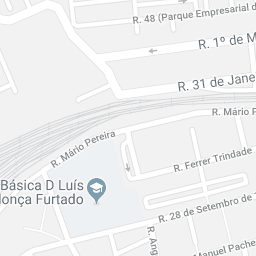 R. 48 (Parque Empresarial d
R. 1º de M
R. 31 de Jane
R. Mário P
R. Mário Pereira
R. Ferrer Trindade
Básica D Luís
onça Furtado
R. 28 de Setembro de
R. Ang
Manuel Pache